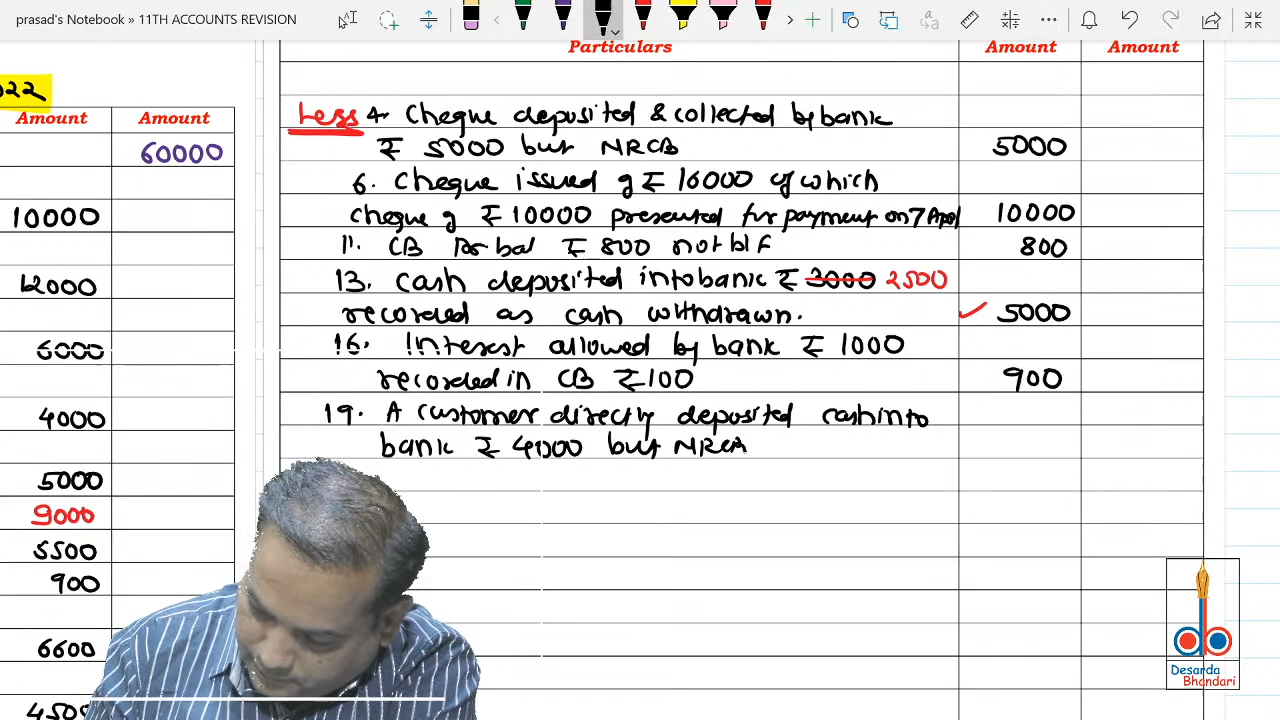 prasad's Notebook » 11TH ACCOUNTS REVISION
Particulars Amount Amount
022
Amount Amount
60000
10000
12000
6000
4000
5000
9000
5500
900
6600
4500
Less 4. Cheque deposited & collected by bank
₹ 5000 but NRCB 5000
6. Cheque issued of ₹ 16000 of which
cheque of ₹ 10000 presented for payment on 7 April 10000
11. CB Dr bal ₹ 800 not b/F 800
13. Cash deposited into bank ₹ 3000 2500
recorded as cash withdrawn. 5000
16. Interest allowed by bank ₹ 1000
recorded in CB ₹ 100 900
19. A customer directly deposited cash into
bank ₹ 4000 but NRCB
Desarda
Bhandari